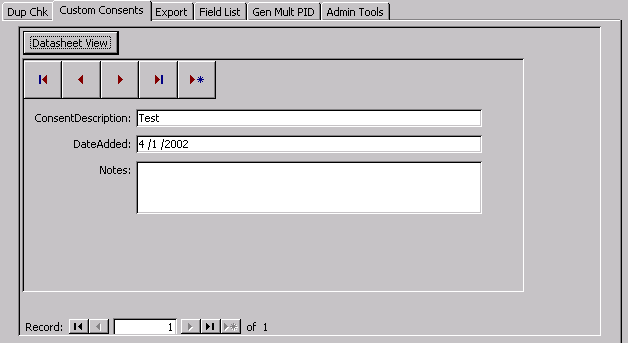 Dup Chk Custom Consents Export Field List Gen Mult PID Admin Tools
Datasheet View
ConsentDescription: Test
DateAdded: 4 /1 /2002
Notes:
Record: 1 of 1